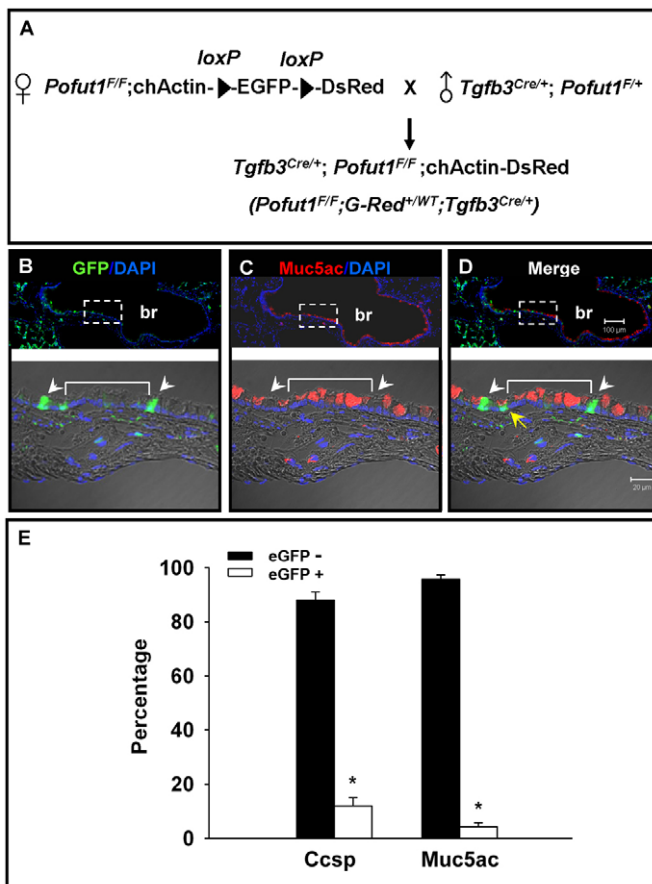 A
loxP loxP
♀ Pofut1F/F;chActin-▶EGFP-▶-DsRed X ♂ Tgfb3Cre/+; Pofut1F/+
Tgfb3Cre/+; Pofut1F/F;chActin-DsRed
(Pofut1F/F;G-Red+/WT;Tgfb3Cre/+)
B GFP/DAPI
br
C Muc5ac/DAPI
br
D Merge
br
100 µm
20 µm
E
eGFP -
eGFP +
Percentage
100
80
60
40
20
0
* *
Ccsp Muc5ac